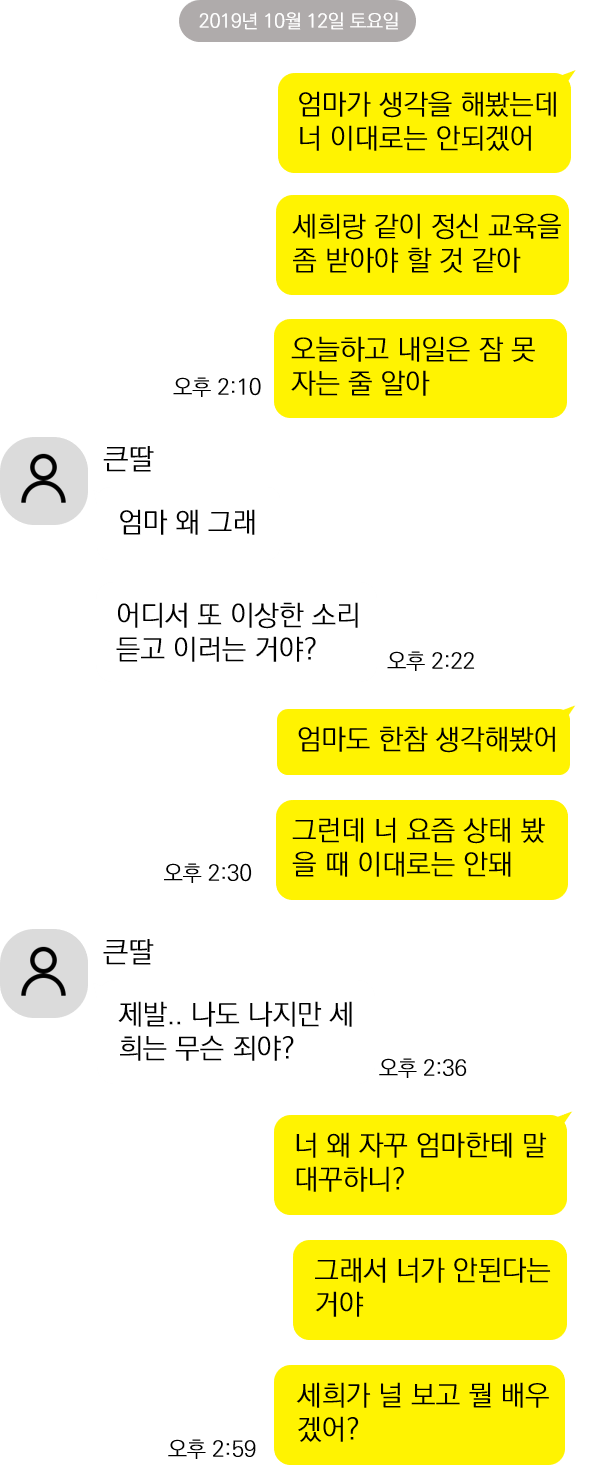 2019년 10월 12일 토요일
엄마가 생각을 해봤는데
너 이대로는 안되겠어
세희랑 같이 정신 교육을
좀 받아야 할 것 같아
오늘하고 내일은 잠 못
자는 줄 알아
오후 2:10
큰딸
엄마 왜 그래
어디서 또 이상한 소리
듣고 이러는 거야?
오후 2:22
엄마도 한참 생각해봤어
그런데 너 요즘 상태 봤
을 때 이대로는 안돼
오후 2:30
큰딸
제발.. 나도 나지만 세
희는 무슨 죄야?
오후 2:36
너 왜 자꾸 엄마한테 말
대꾸하니?
그래서 너가 안된다는
거야
세희가 널 보고 뭘 배우
겠어?
오후 2:59